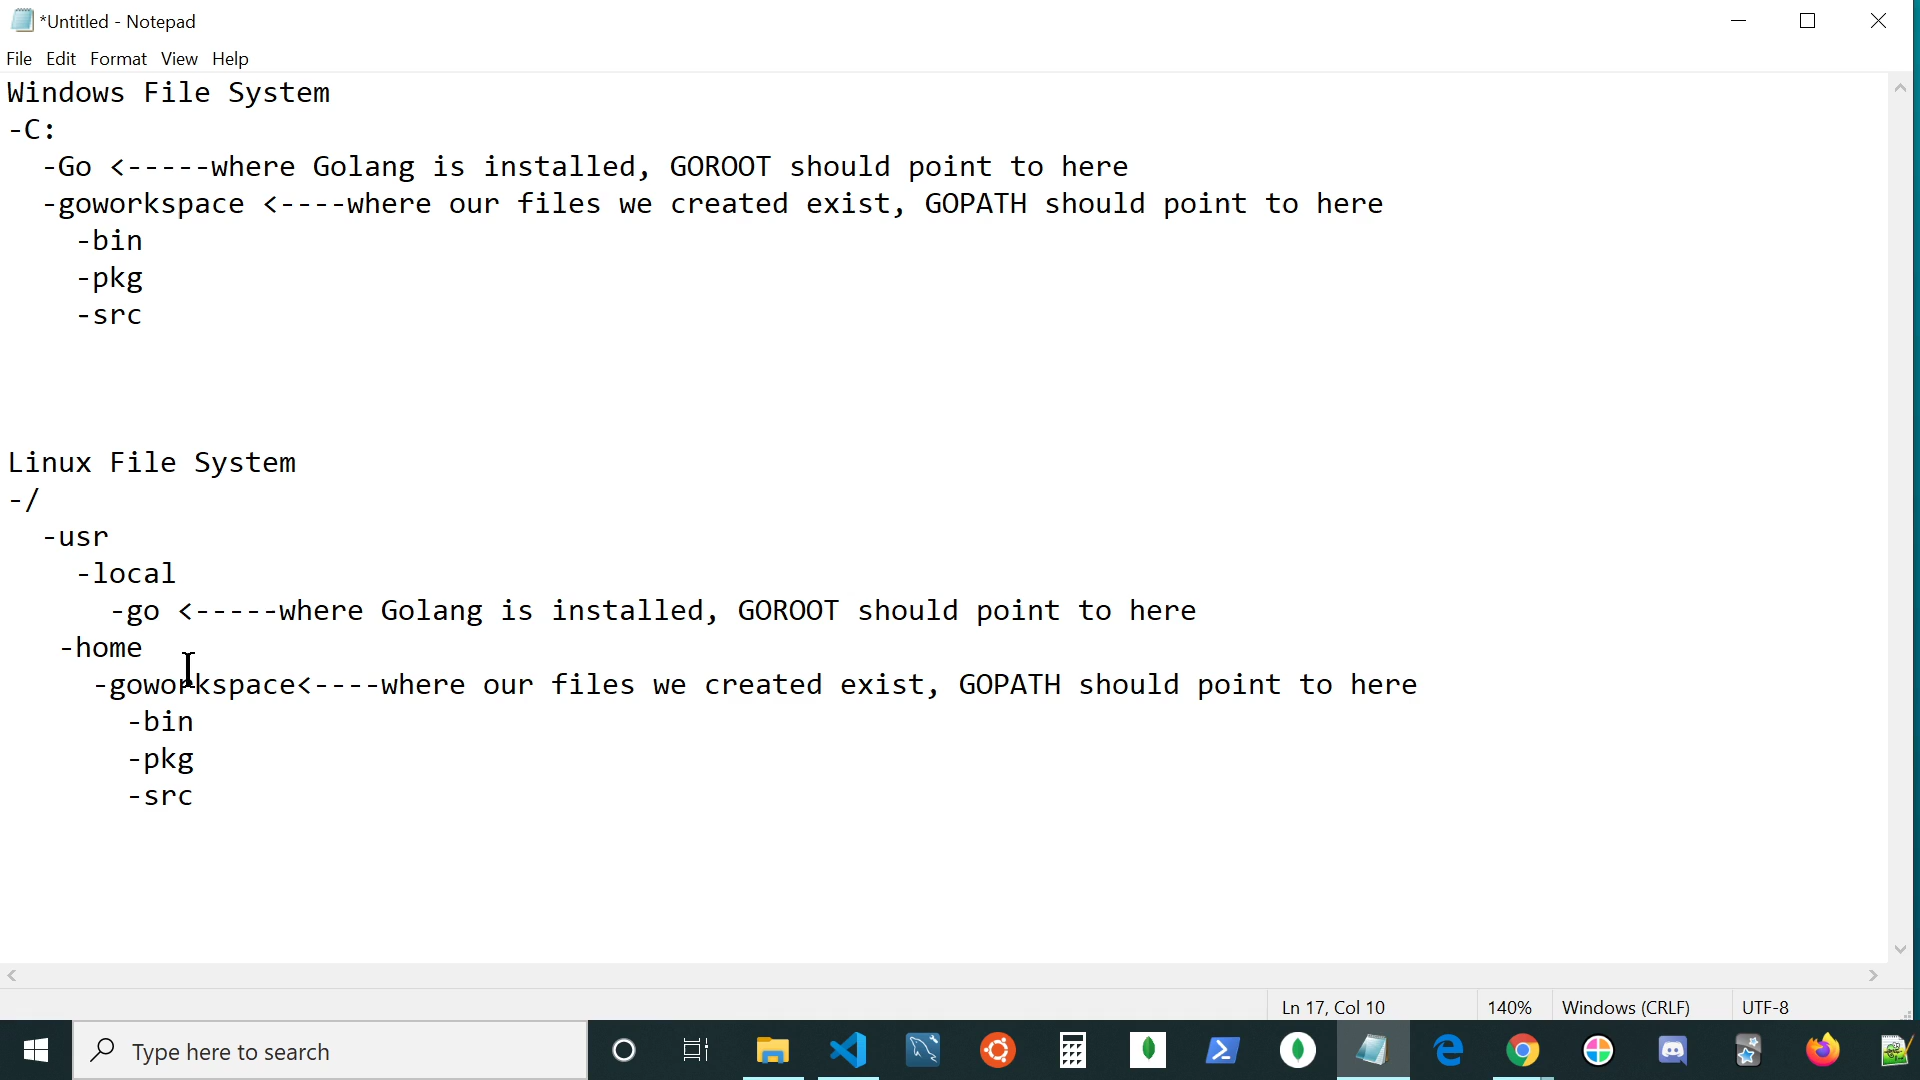 *Untitled - Notepad
File Edit Format View Help
Windows File System
-C:
  -Go <-----where Golang is installed, GOROOT should point to here
  -goworkspace <----where our files we created exist, GOPATH should point to here
    -bin
    -pkg
    -src
Linux File System
-/
  -usr
    -local
      -go <-----where Golang is installed, GOROOT should point to here
   -home
     -goworkspace<----where our files we created exist, GOPATH should point to here
       -bin
       -pkg
       -src
Ln 17, Col 10 140% Windows (CRLF) UTF-8
Type here to search